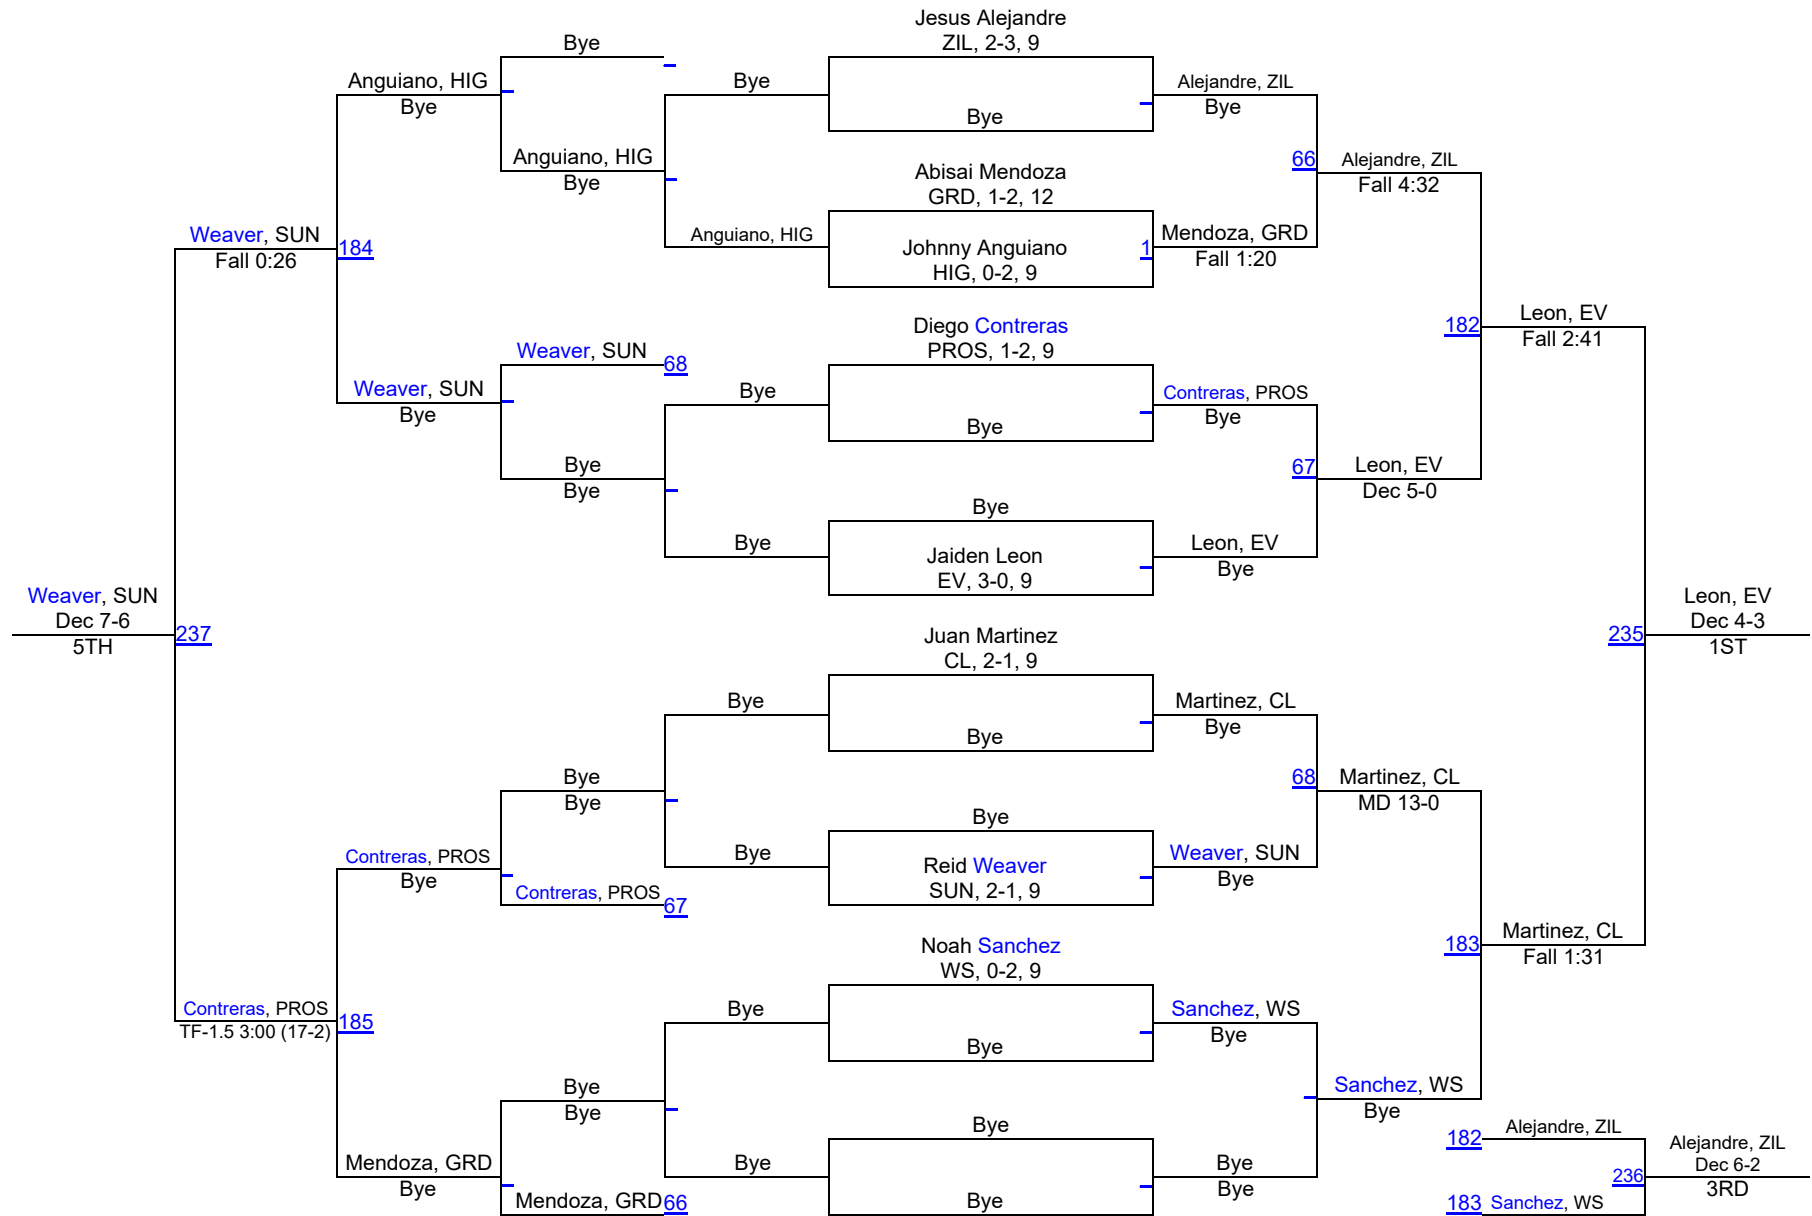 Jesus Alejandre
ZIL, 2-3, 9
Bye
Anguiano, HIG
Bye
Bye
Alejandre, ZIL
Bye
Bye
Anguiano, HIG
Bye
66
Alejandre, ZIL
Fall 4:32
Abisai Mendoza
GRD, 1-2, 12
Weaver, SUN
Fall 0:26
184
Anguiano, HIG
Johnny Anguiano
HIG, 0-2, 9
1
Mendoza, GRD
Fall 1:20
Diego Contreras
PROS, 1-2, 9
182
Leon, EV
Fall 2:41
Weaver, SUN
68
Weaver, SUN
Bye
Bye
Contreras, PROS
Bye
Bye
Bye
Bye
67
Leon, EV
Dec 5-0
Bye
Bye
Jaiden Leon
EV, 3-0, 9
Leon, EV
Bye
Weaver, SUN
Dec 7-6
5TH
237
Leon, EV
Dec 4-3
1ST
235
Juan Martinez
CL, 2-1, 9
Bye
Martinez, CL
Bye
Bye
Bye
Bye
68
Martinez, CL
MD 13-0
Bye
Contreras, PROS
Bye
Bye
Reid Weaver
SUN, 2-1, 9
Weaver, SUN
Bye
Contreras, PROS
67
Noah Sanchez
WS, 0-2, 9
183
Martinez, CL
Fall 1:31
Contreras, PROS
TF-1.5 3:00 (17-2)
185
Bye
Sanchez, WS
Bye
Bye
Bye
Bye
Sanchez, WS
Bye
Bye
182
Alejandre, ZIL
Mendoza, GRD
Bye
Bye
Bye
Bye
236
Alejandre, ZIL
Dec 6-2
3RD
Mendoza, GRD
66
Bye
183
Sanchez, WS